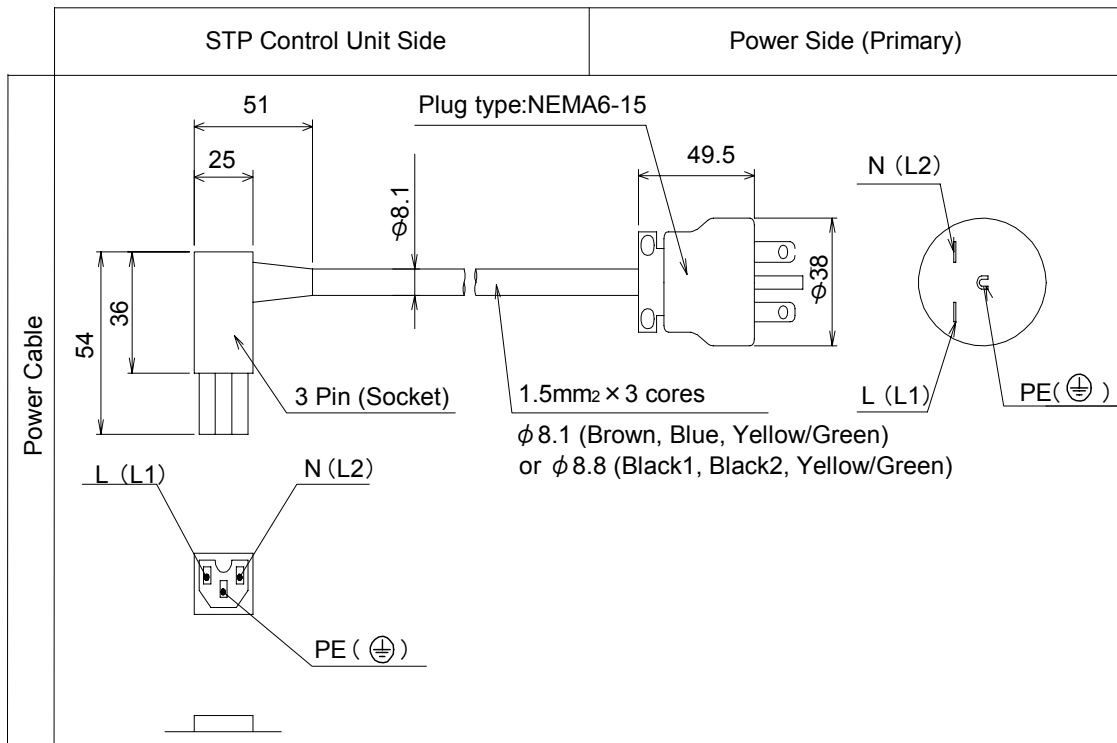 STP Control Unit Side
Power Side (Primary)
Power Cable
51
Plug type:NEMA6-15
25
49.5
N (L2)
φ8.1
φ38
36
54
3 Pin (Socket)
1.5mm2 × 3 cores
L (L1)
PE( )
φ8.1 (Brown, Blue, Yellow/Green)
or φ8.8 (Black1, Black2, Yellow/Green)
L (L1)
N (L2)
PE ( )